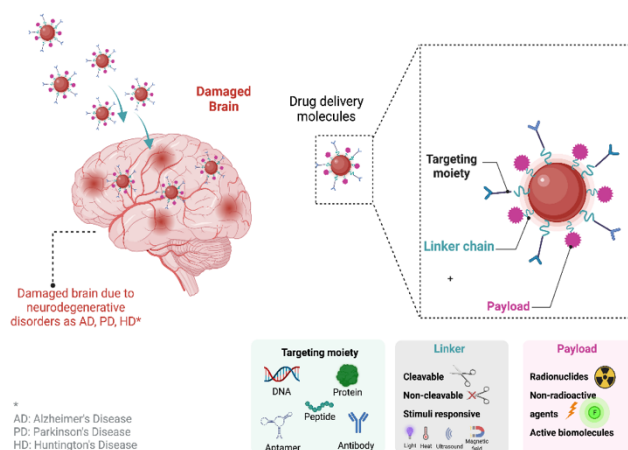 Damaged
Brain
Drug delivery
molecules
Targeting
moiety
Linker chain
+
Payload
Damaged brain due to
neurodegenerative
disorders as AD, PD, HD*
*
AD: Alzheimer's Disease
PD: Parkinson's Disease
HD: Huntington's Disease
Targeting moiety
DNA
Protein
Peptide
Aptamer
Antibody
Linker
Cleavable
Non-cleavable
Stimuli responsive
Light
Heat
Ultrasound
Magnetic
field
Payload
Radionuclides
Non-radioactive
agents
F
Active biomolecules